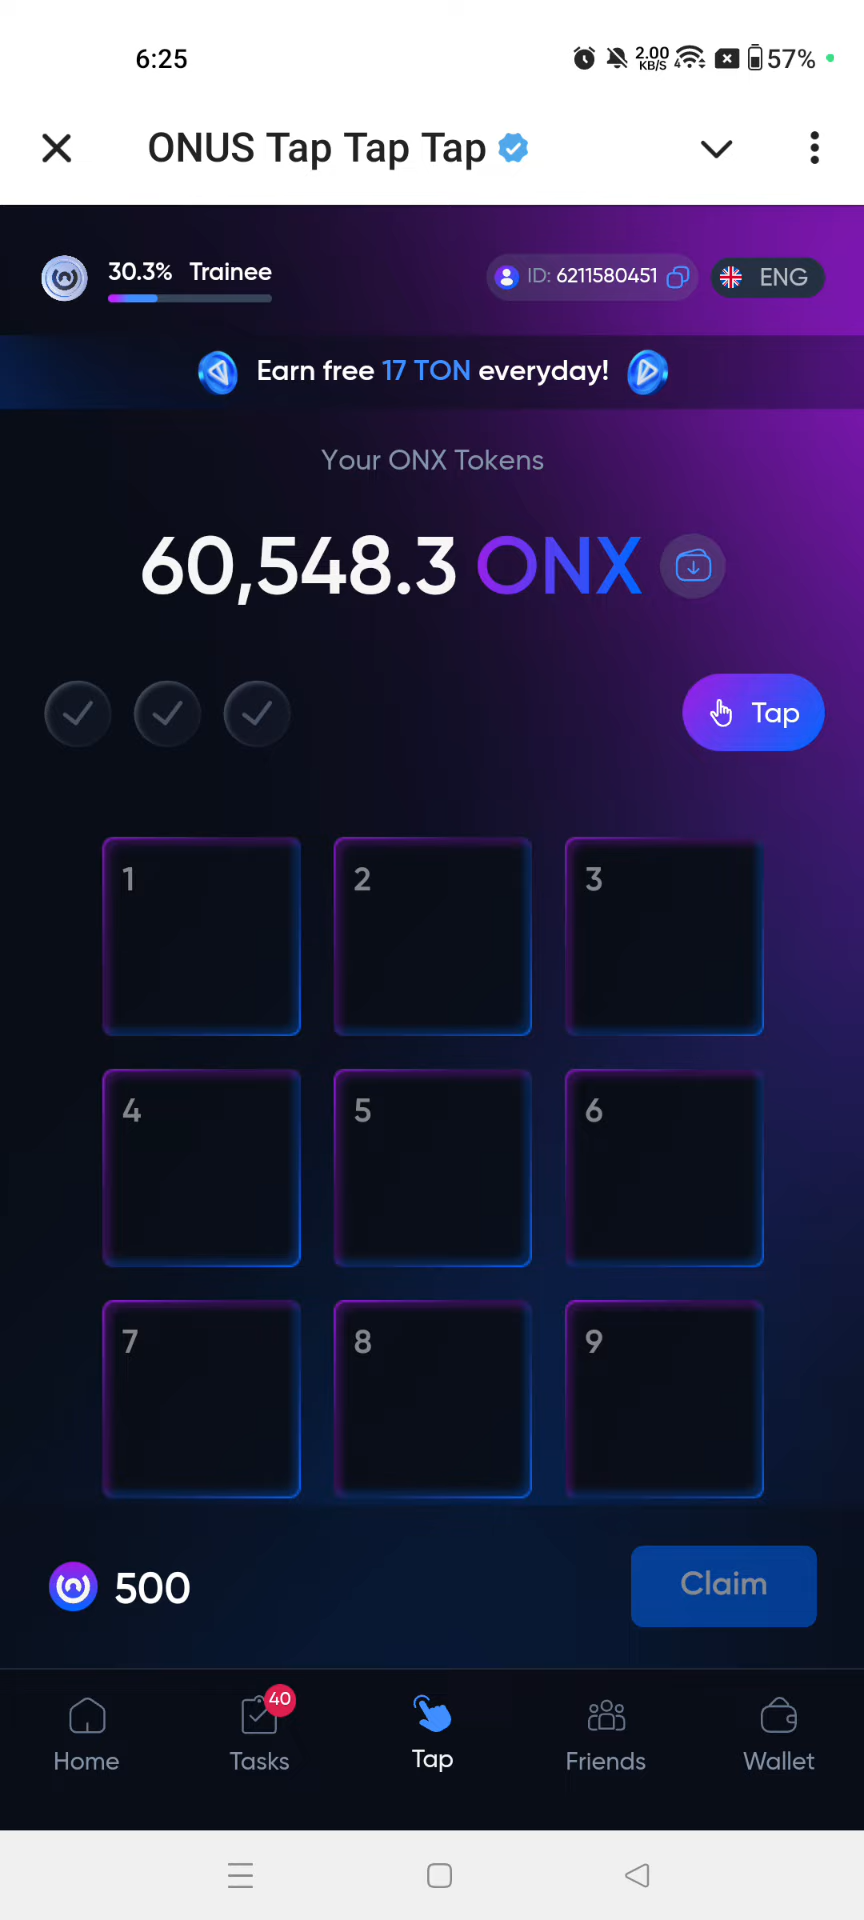 6:25
2.00
KB/S
4
57%
ONUS Tap Tap Tap
30.3% Trainee
ID: 6211580451
ENG
Earn free 17 TON everyday!
Your ONX Tokens
60,548.3 ONX
Tap
1 2 3
4 5 6
7 8 9
500
Claim
40
Home Tasks Tap Friends Wallet